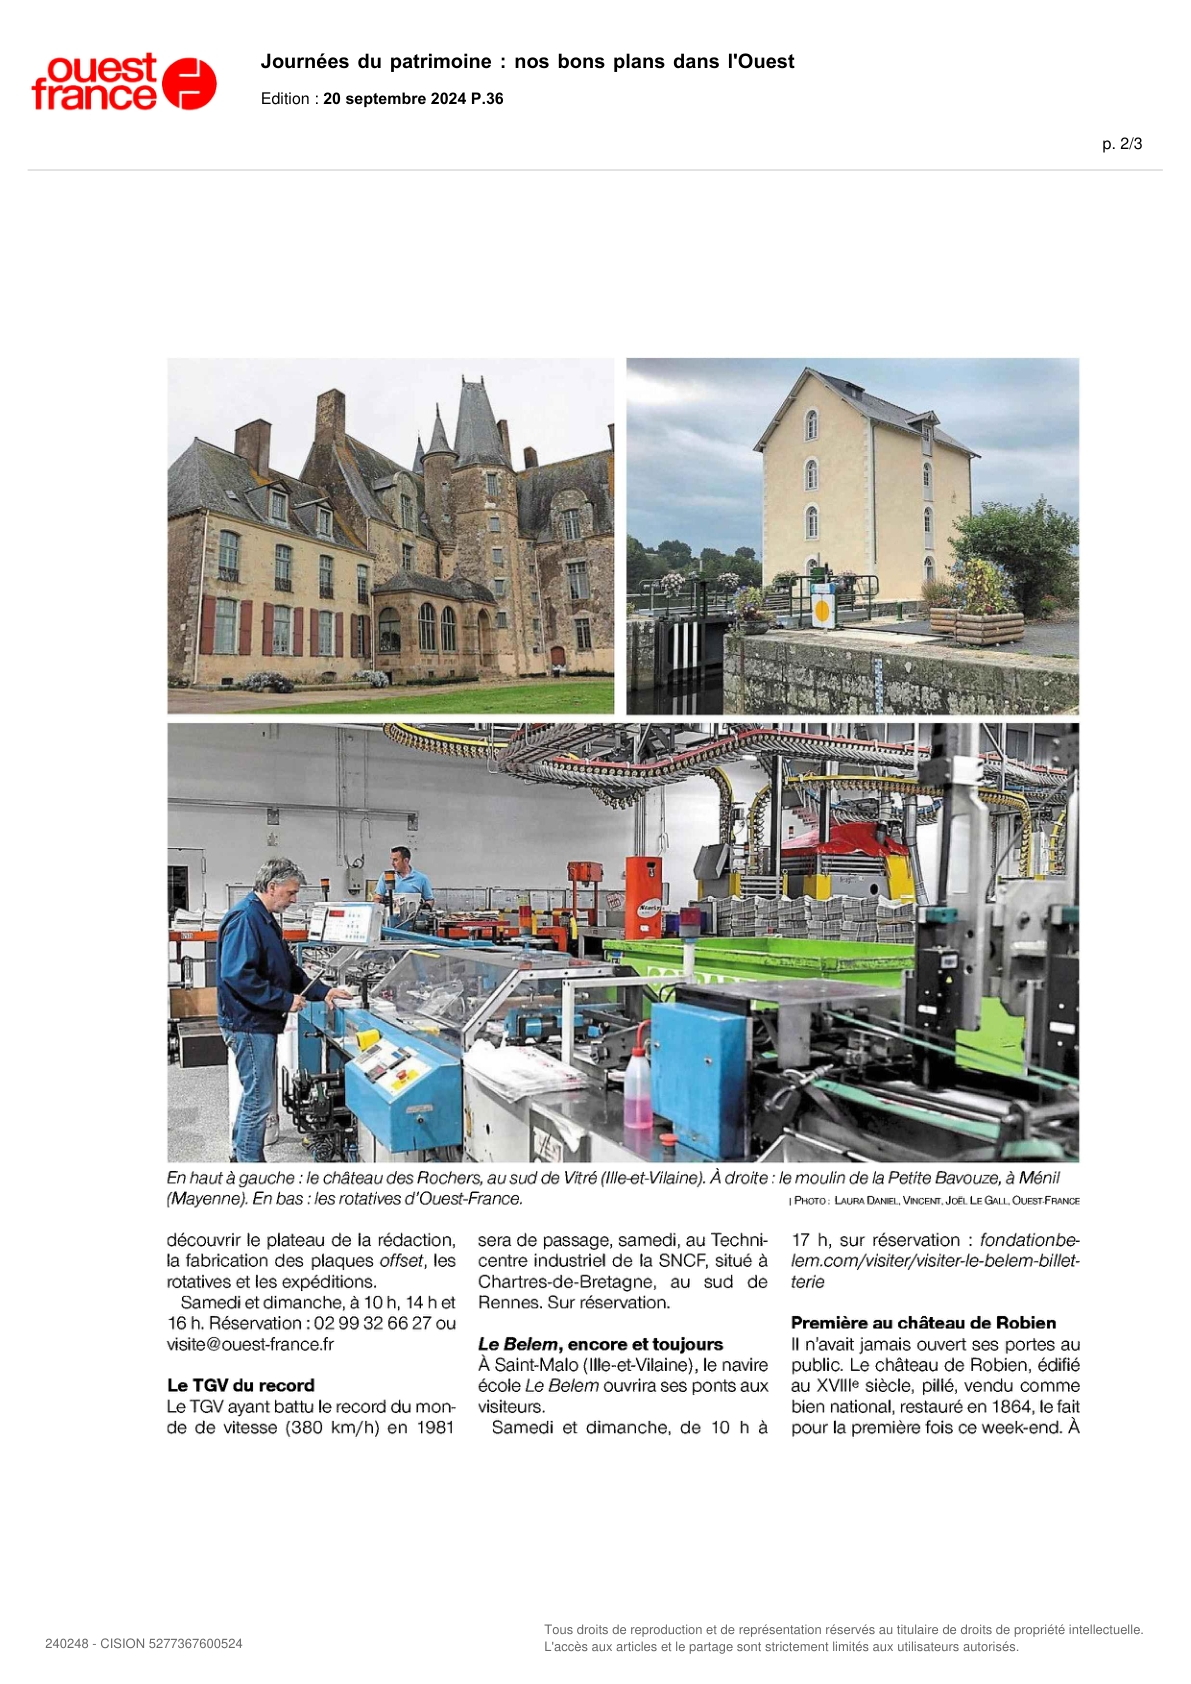 ouest
france
Journées du patrimoine : nos bons plans dans l'Ouest
Edition : 20 septembre 2024 P.36
p. 2/3
En haut à gauche : le château des Rochers, au sud de Vitré (Ille-et-Vilaine). À droite : le moulin de la Petite Bavouze, à Ménil
(Mayenne). En bas : les rotatives d'Ouest-France.
| PHOTO : LAURA DANIEL, VINCENT, JOËL LE GALL, OUEST-FRANCE
découvrir le plateau de la rédaction,
la fabrication des plaques offset, les
rotatives et les expéditions.
Samedi et dimanche, à 10 h, 14 h et
16 h. Réservation : 02 99 32 66 27 ou
visite@ouest-france.fr
Le TGV du record
Le TGV ayant battu le record du mon-
de de vitesse (380 km/h) en 1981
sera de passage, samedi, au Techni-
centre industriel de la SNCF, situé à
Chartres-de-Bretagne, au sud de
Rennes. Sur réservation.
Le Belem, encore et toujours
À Saint-Malo (Ille-et-Vilaine), le navire
école Le Belem ouvrira ses ponts aux
visiteurs.
Samedi et dimanche, de 10 h à
17 h, sur réservation : fondationbe-
lem.com/visiter/visiter-le-belem-billet-
terie
Première au château de Robien
Il n'avait jamais ouvert ses portes au
public. Le château de Robien, édifié
au XVIIIe siècle, pillé, vendu comme
bien national, restauré en 1864, le fait
pour la première fois ce week-end. À
240248 - CISION 5277367600524
Tous droits de reproduction et de représentation réservés au titulaire de droits de propriété intellectuelle.
L'accès aux articles et le partage sont strictement limités aux utilisateurs autorisés.